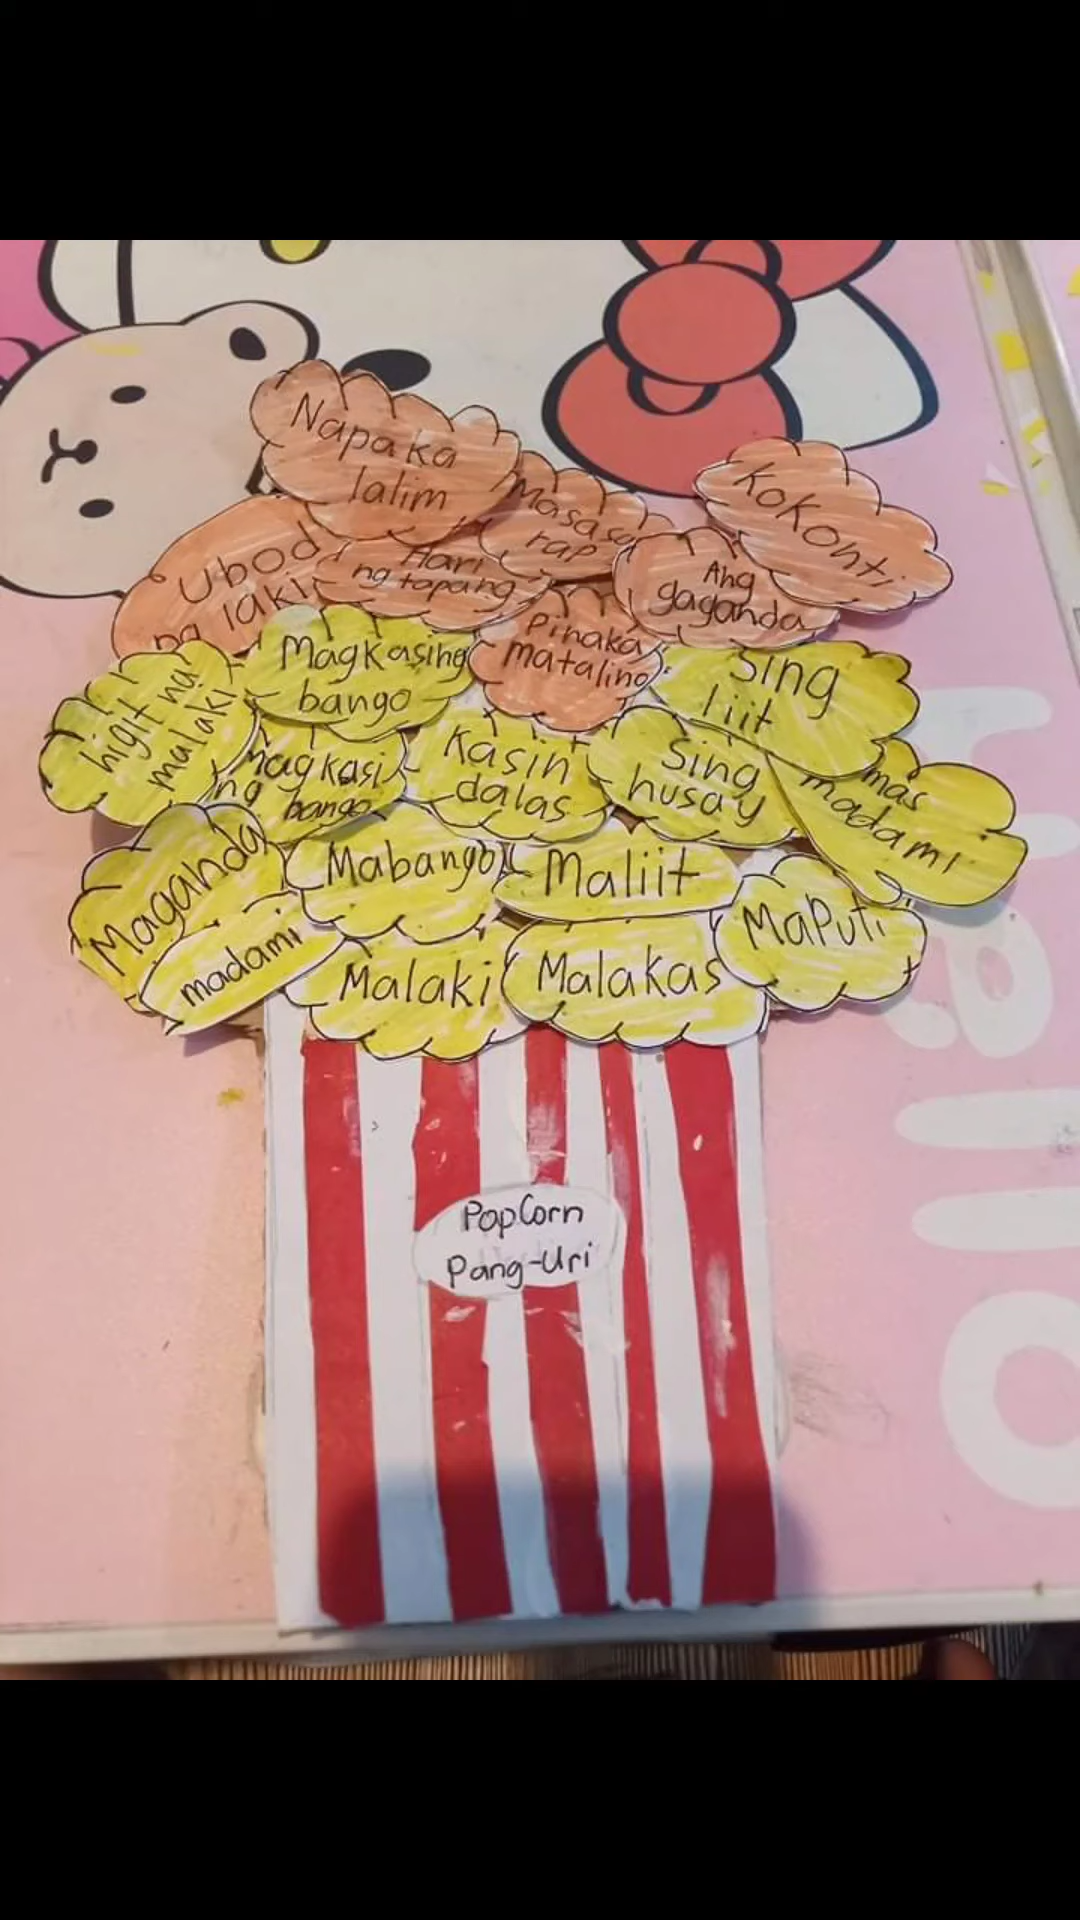 Napaka
lalim
Masasa
rap
Kokonti
Ubod
ng laki
Hari
ng tapang
Ang
gaganda
Pinaka
matalino
Magkasing
bango
Sing
liit
higit na
malaki
magkasi
ng bango
Kasin
dalas
Sing
husay
mas
madami
Maganda
Mabango
Maliit
MaPuti
madami
Malaki
Malakas
PopCorn
Pang-Uri